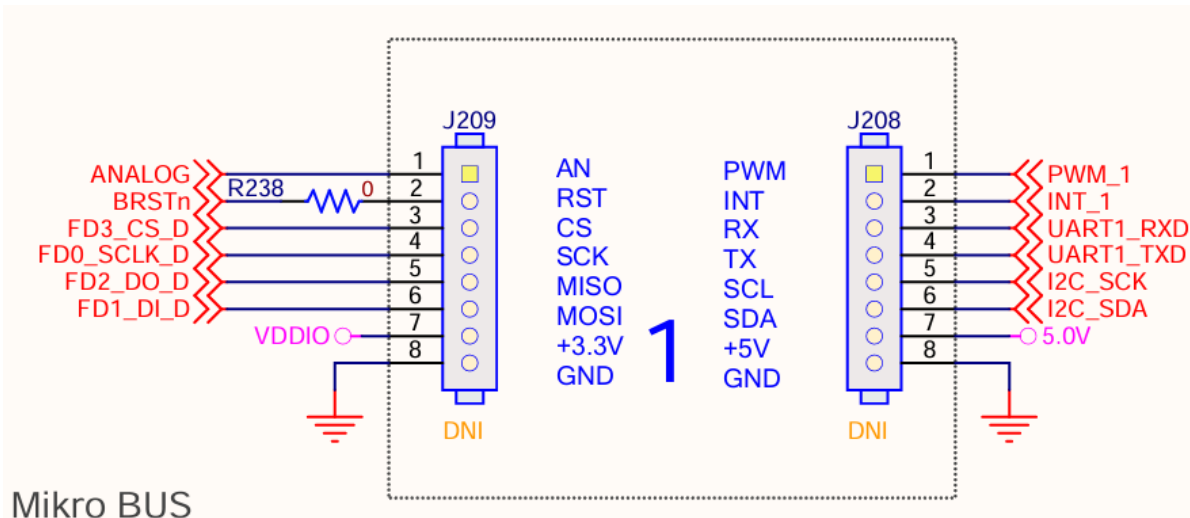 J209 J208
ANALOG 1 AN PWM 1 PWM_1
BRSTn R238 0 2 RST INT 2 INT_1
FD3_CS_D 3 CS RX 3 UART1_RXD
FD0_SCLK_D 4 SCK TX 4 UART1_TXD
FD2_DO_D 5 MISO SCL 5 I2C_SCK
FD1_DI_D 6 MOSI SDA 6 I2C_SDA
VDDIO 7 +3.3V 1 +5V 7 5.0V
8 GND GND 8
DNI DNI
Mikro BUS